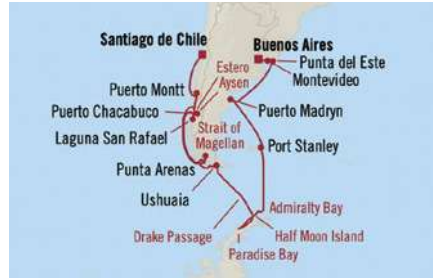 Santiago de Chile
Buenos Aires
Punta del Este
Montevideo
Estero
Aysen
Puerto Montt
Puerto Chacabuco
Puerto Madryn
Laguna San Rafael
Strait of
Magellan
Port Stanley
Punta Arenas
Ushuaia
Admiralty Bay
Drake Passage
Half Moon Island
Paradise Bay